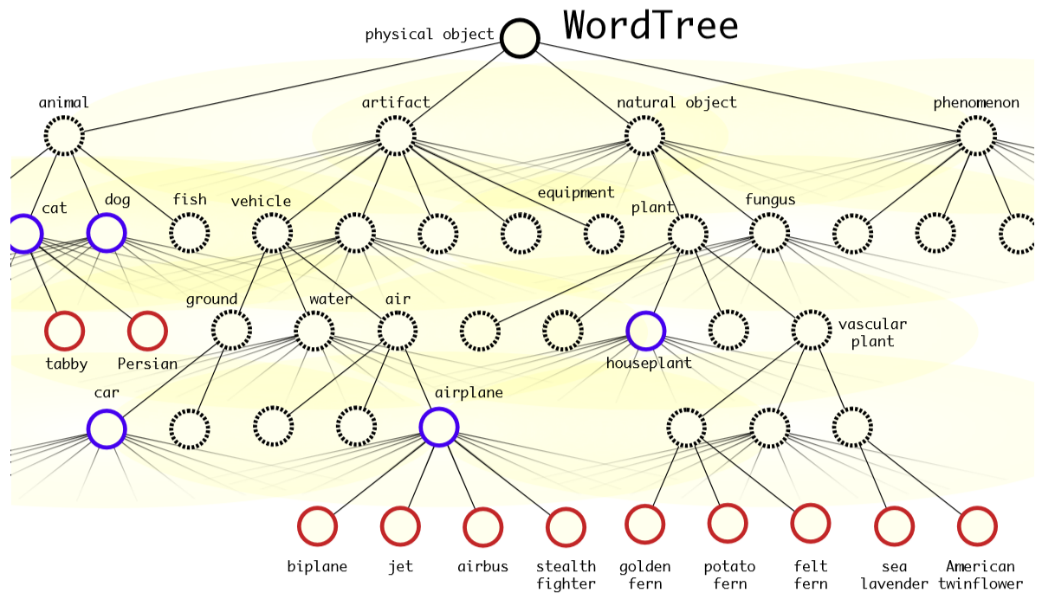 WordTree
physical object
animal
artifact
natural object
phenomenon
cat
dog
fish
vehicle
equipment
plant
fungus
ground
water
air
vascular
plant
tabby
Persian
houseplant
car
airplane
biplane
jet
airbus
stealth
fighter
golden
fern
potato
fern
felt
fern
sea
lavender
American
twinflower